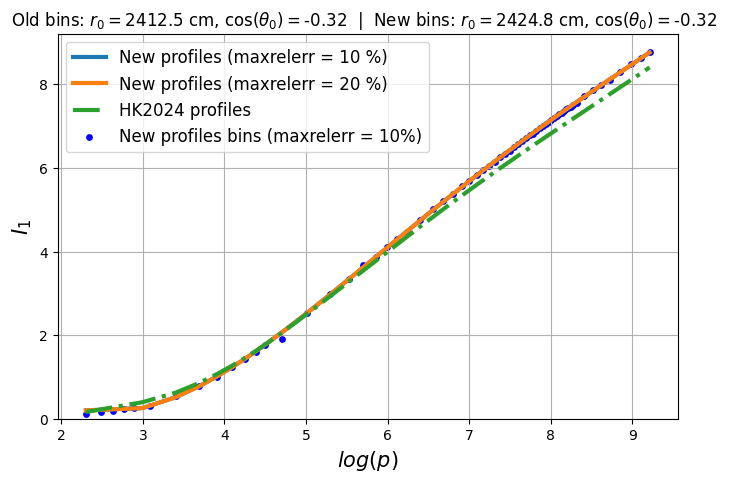 Old bins: r₀ = 2412.5 cm, cos(θ₀) = -0.32 | New bins: r₀ = 2424.8 cm, cos(θ₀) = -0.32
New profiles (maxrelerr = 10 %)
New profiles (maxrelerr = 20 %)
HK2024 profiles
New profiles bins (maxrelerr = 10%)
I₁
8
6
4
2
0
2 3 4 5 6 7 8 9
log(p)